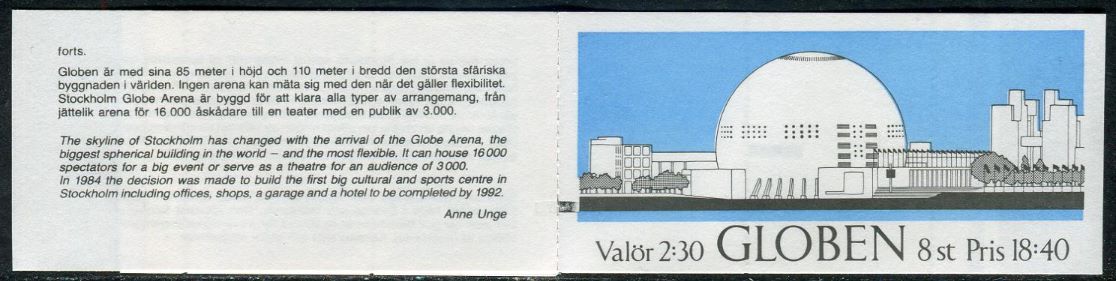 forts.
Globen är med sina 85 meter i höjd och 110 meter i bredd den största sfäriska
byggnaden i världen. Ingen arena kan mäta sig med den när det gäller flexibilitet.
Stockholm Globe Arena är byggd för att klara alla typer av arrangemang, från
jättelik arena för 16 000 åskådare till en teater med en publik av 3.000.
The skyline of Stockholm has changed with the arrival of the Globe Arena, the
biggest spherical building in the world – and the most flexible. It can house 16 000
spectators for a big event or serve as a theatre for an audience of 3 000.
In 1984 the decision was made to build the first big cultural and sports centre in
Stockholm including offices, shops, a garage and a hotel to be completed by 1992.
Anne Unge
Valör 2:30 GLOBEN 8 st Pris 18:40